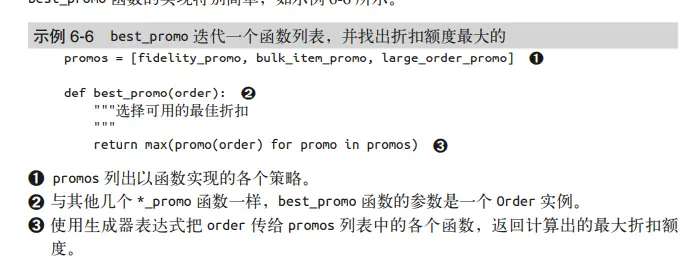 best_promo 函数的实现特别简单，如示例 6-6 所示。
示例 6-6 best_promo 迭代一个函数列表，并找出折扣额度最大的
promos = [fidelity_promo, bulk_item_promo, large_order_promo] ❶
def best_promo(order): ❷
"""选择可用的最佳折扣
"""
return max(promo(order) for promo in promos) ❸
❶ promos 列出以函数实现的各个策略。
❷ 与其他几个 *_promo 函数一样，best_promo 函数的参数是一个 Order 实例。
❸ 使用生成器表达式把 order 传给 promos 列表中的各个函数，返回计算出的最大折扣额
度。